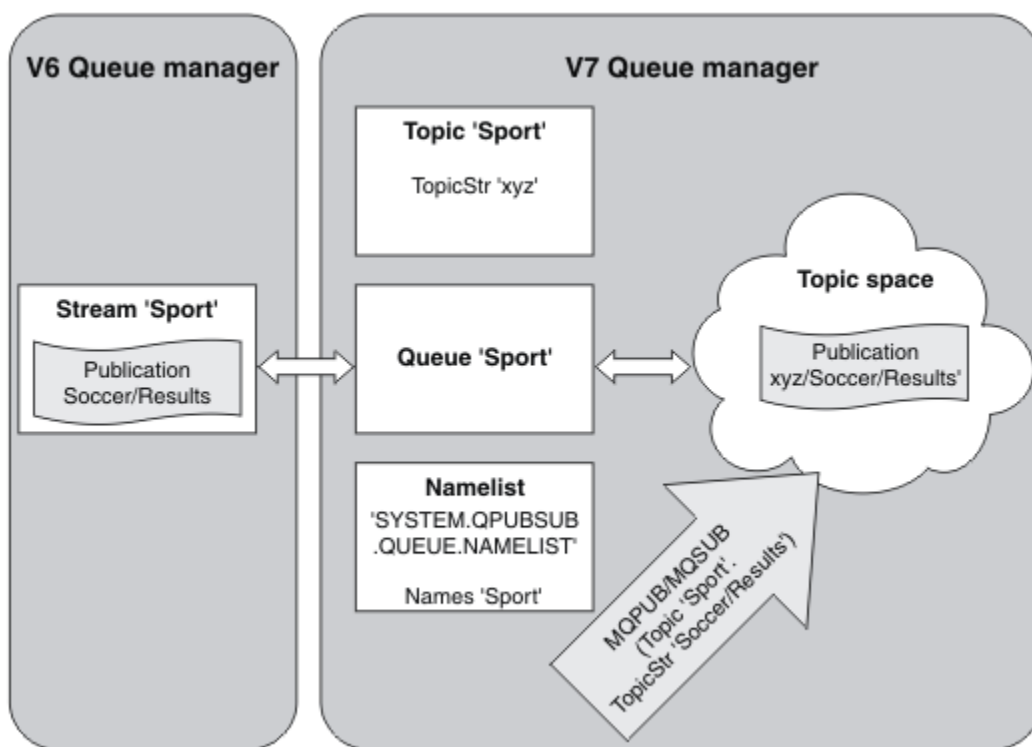 V6 Queue manager
V7 Queue manager
Topic 'Sport'
TopicStr 'xyz'
Stream 'Sport'
Publication
Soccer/Results
Queue 'Sport'
Topic space
Publication
xyz/Soccer/Results'
Namelist
'SYSTEM.QPUBSUB
.QUEUE.NAMELIST'
Names 'Sport'
MQPUB/MQSUB
(Topic 'Sport'.
TopicStr 'Soccer/Results')